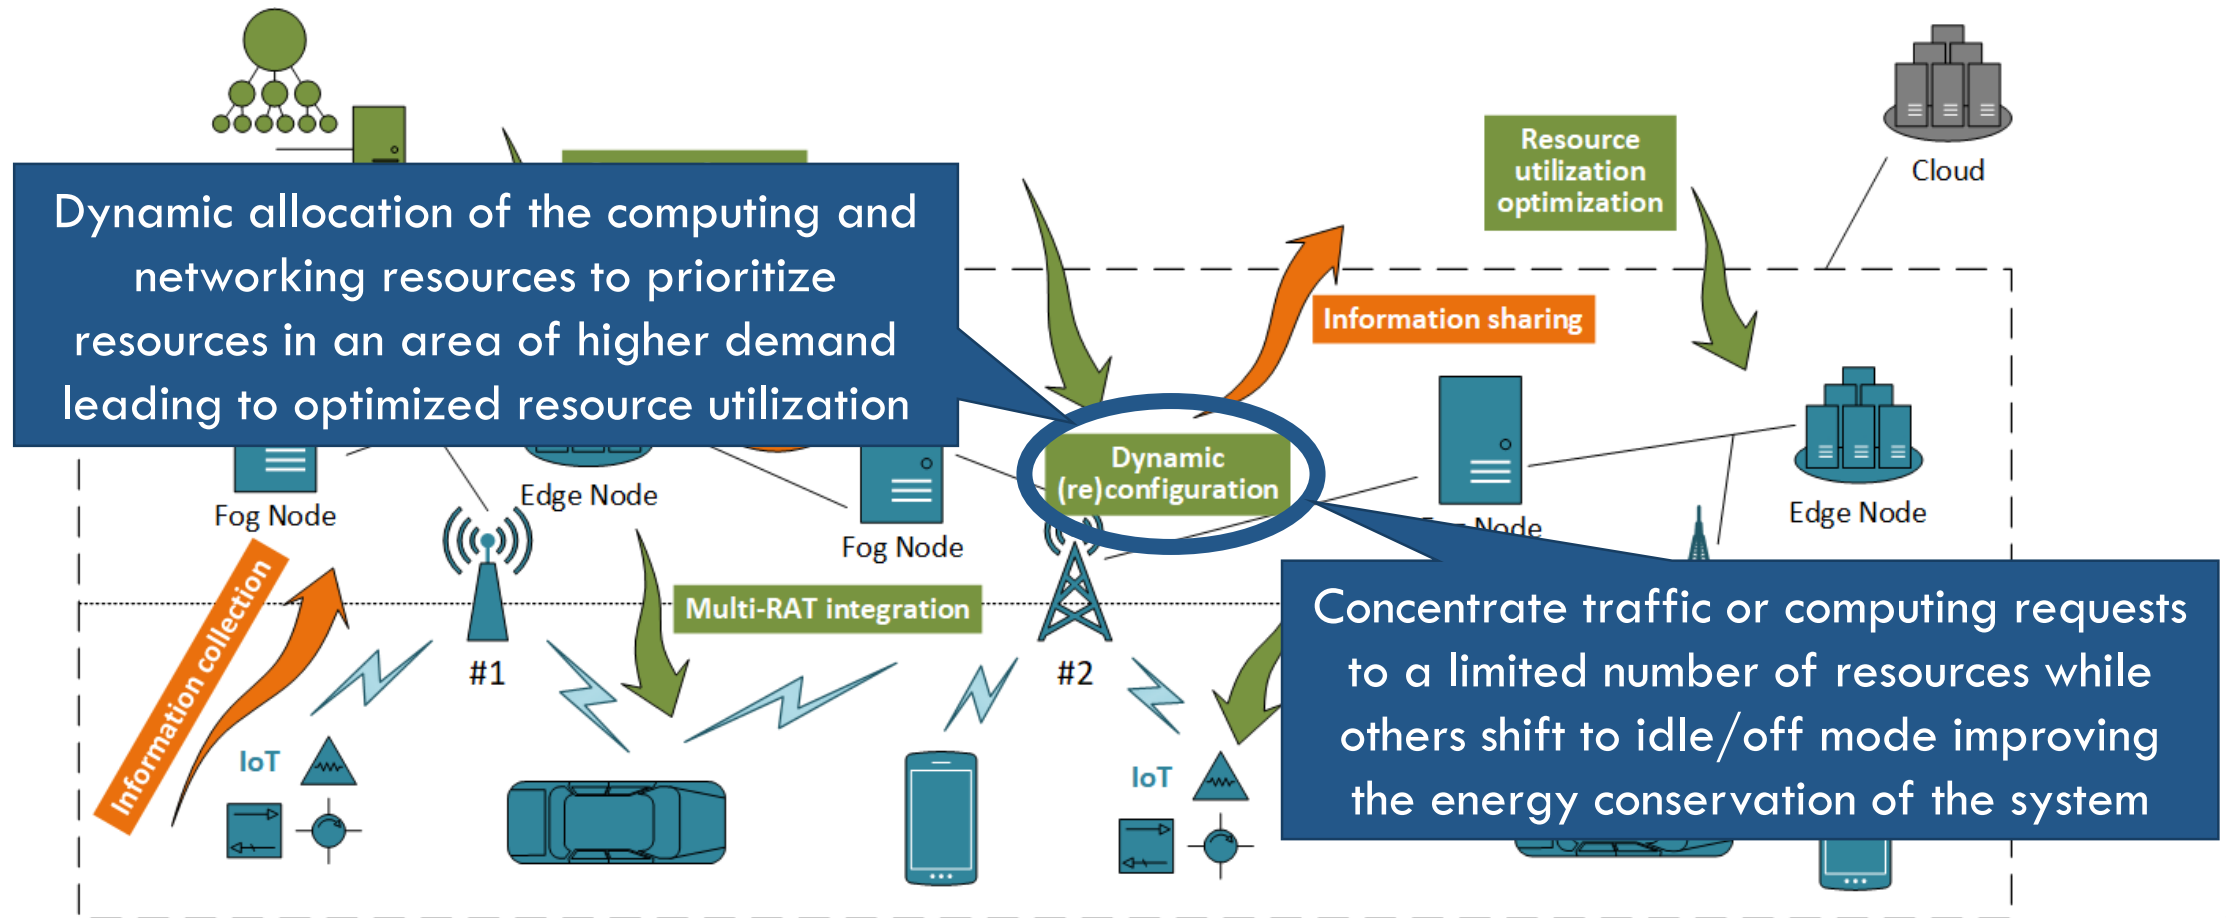 Resource
utilization
optimization
Cloud
Dynamic allocation of the computing and
networking resources to prioritize
resources in an area of higher demand
leading to optimized resource utilization
Information sharing
Dynamic
(re)configuration
Fog Node
Edge Node
Fog Node
Node
Edge Node
Information collection
Multi-RAT integration
#1
#2
Concentrate traffic or computing requests
to a limited number of resources while
others shift to idle/off mode improving
the energy conservation of the system
IoT
IoT